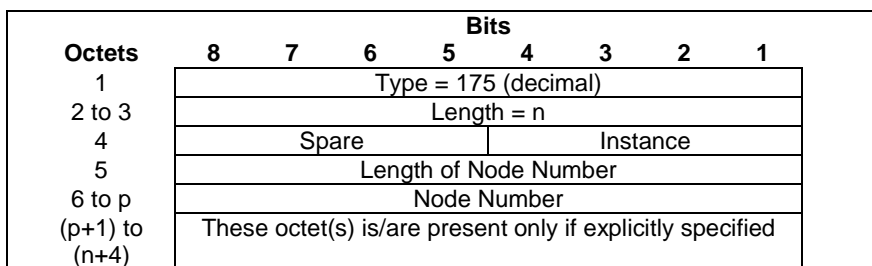 Bits
Octets 8 7 6 5 4 3 2 1
1 Type = 175 (decimal)
2 to 3 Length = n
4 Spare Instance
5 Length of Node Number
6 to p Node Number
(p+1) to These octet(s) is/are present only if explicitly specified
(n+4)